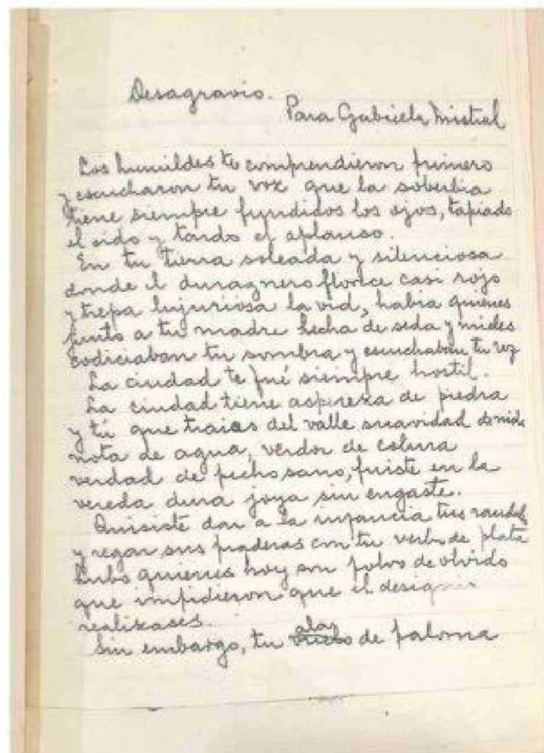 Desagravio.
Para Gabriela Mistral
Los humildes te comprendieron primero
y escucharon tu voz que la soberbia
tiene siempre fundidos los ojos, tapiado
el oido y tardo el aplauso.
En tu tierra soleada y silenciosa
donde el duraznero florece casi rojo
y trepa lujuriosa la vid, habia quienes
junto a tu madre hecha de seda y mieles
codiciaban tu sombra y escuchaban tu voz
La ciudad te fué siempre hostil.
La ciudad tiene aspereza de piedra
y tú que traias del valle suavidad de nido
nota de agua, verdor de colina
verdad de pecho sano, fuiste en la
vereda dura joya sin engaste.
Quisiste dar a la infancia tus
y regar sus praderas con tu verbo de plata
hubo quienes hoy son polvo de olvido
que impidieron que el designio
realizases.
Sin embargo, tu alas de paloma